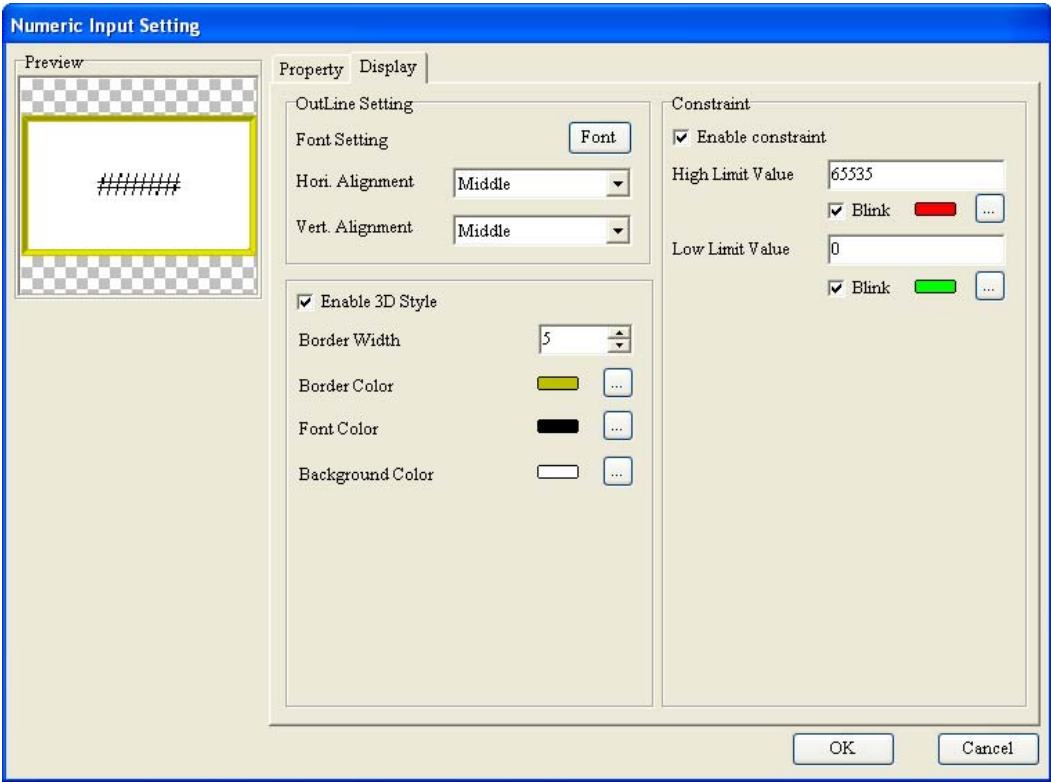 Numeric Input Setting
Preview
#######
Property Display
OutLine Setting
Font Setting Font
Hori. Alignment Middle
Vert. Alignment Middle
Enable 3D Style
Border Width 5
Border Color ...
Font Color ...
Background Color ...
Constraint
Enable constraint
High Limit Value 65535
Blink ...
Low Limit Value 0
Blink ...
OK Cancel